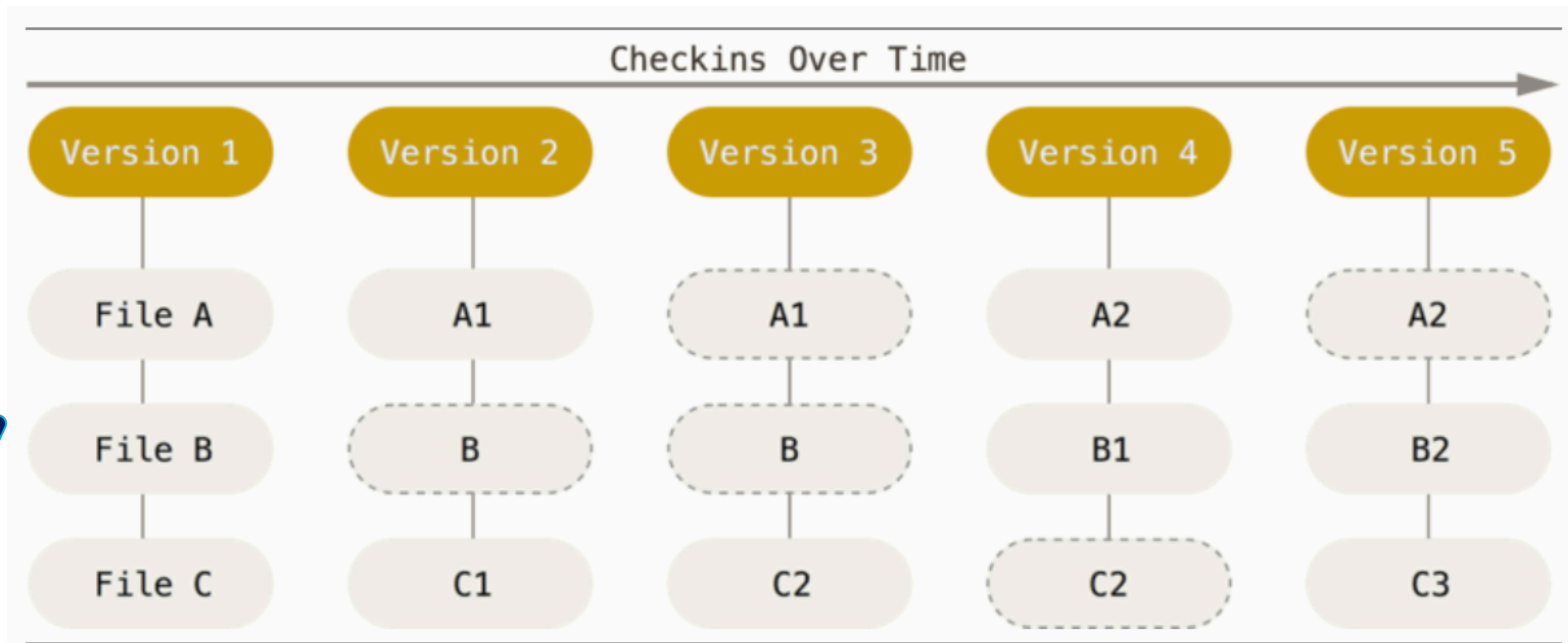 Checkins Over Time
Version 1 Version 2 Version 3 Version 4 Version 5
File A A1 A1 A2 A2
File B B B B1 B2
File C C1 C2 C2 C3